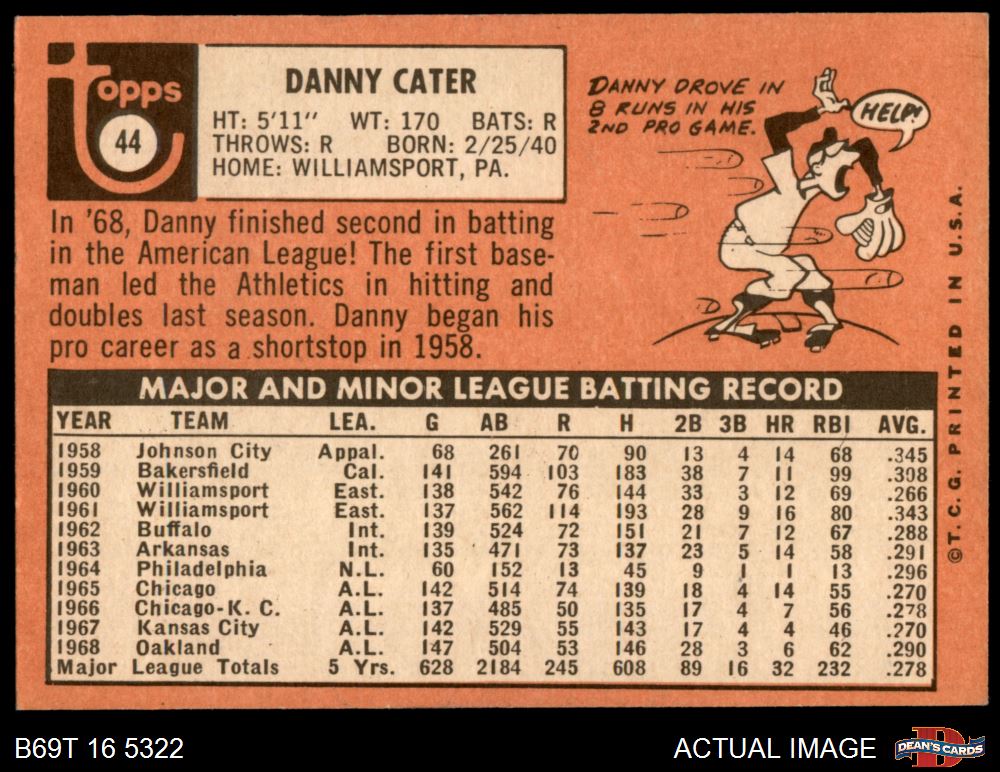 Topps
44
DANNY CATER
HT: 5'11" WT: 170 BATS: R
THROWS: R BORN: 2/25/40
HOME: WILLIAMSPORT, PA.
DANNY DROVE IN
8 RUNS IN HIS
2ND PRO GAME.
HELP!
In '68, Danny finished second in batting
in the American League! The first base-
man led the Athletics in hitting and
doubles last season. Danny began his
pro career as a shortstop in 1958.
MAJOR AND MINOR LEAGUE BATTING RECORD
YEAR TEAM LEA. G AB R H 2B 3B HR RBI AVG.
1958 Johnson City Appal. 68 261 70 90 13 4 14 68 .345
1959 Bakersfield Cal. 141 594 103 183 38 7 11 99 .308
1960 Williamsport East. 138 542 76 144 33 3 12 69 .266
1961 Williamsport East. 137 562 114 193 28 9 16 80 .343
1962 Buffalo Int. 139 524 72 151 21 7 12 67 .288
1963 Arkansas Int. 135 471 73 137 23 5 14 58 .291
1964 Philadelphia N.L. 60 152 13 45 9 1 1 13 .296
1965 Chicago A.L. 142 514 74 139 18 4 14 55 .270
1966 Chicago-K. C. A.L. 137 485 50 135 17 4 7 56 .278
1967 Kansas City A.L. 142 529 55 143 17 4 4 46 .270
1968 Oakland A.L. 147 504 53 146 28 3 6 62 .290
Major League Totals 5 Yrs. 628 2184 245 608 89 16 32 232 .278
©T. C. G. PRINTED IN U.S.A.
B69T 16 5322
ACTUAL IMAGE
DEAN'S CARDS